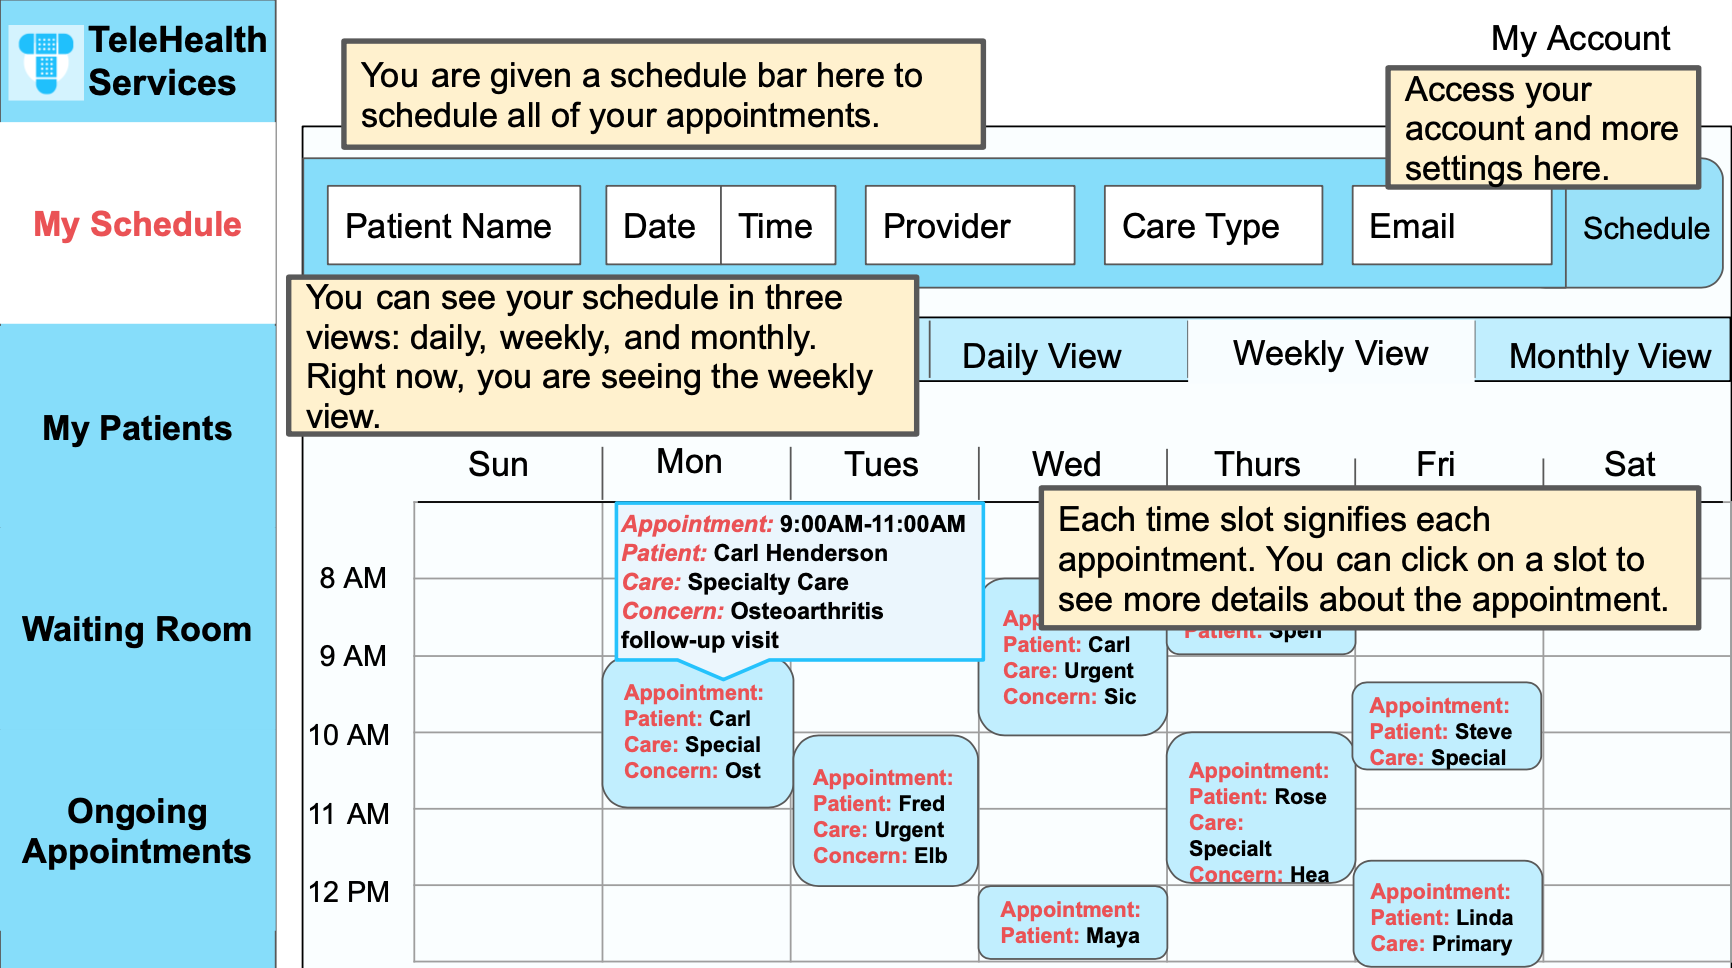 TeleHealth
Services
My Account
You are given a schedule bar here to
schedule all of your appointments.
Access your
account and more
settings here.
My Schedule
Patient Name
Date
Time
Provider
Care Type
Email
Schedule
You can see your schedule in three
views: daily, weekly, and monthly.
Right now, you are seeing the weekly
view.
Daily View
Weekly View
Monthly View
My Patients
Waiting Room
Ongoing
Appointments
Sun
Mon
Tues
Wed
Thurs
Fri
Sat
Each time slot signifies each
appointment. You can click on a slot to
see more details about the appointment.
8 AM
9 AM
10 AM
11 AM
12 PM
Appointment: 9:00AM-11:00AM
Patient: Carl Henderson
Care: Specialty Care
Concern: Osteoarthritis
follow-up visit
Appointment:
Patient: Carl
Care: Special
Concern: Ost
Appointment:
Patient: Fred
Care: Urgent
Concern: Elb
App
Patient: Carl
Care: Urgent
Concern: Sic
Appointment:
Patient: Maya
Patient: Spen
Appointment:
Patient: Rose
Care:
Specialt
Concern: Hea
Appointment:
Patient: Steve
Care: Special
Appointment:
Patient: Linda
Care: Primary